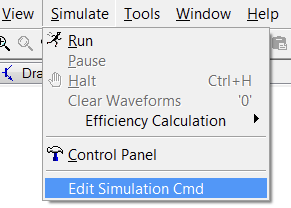 View Simulate Tools Window Help
Run
Pause
Halt Ctrl+H
Clear Waveforms '0'
Efficiency Calculation
Control Panel
Edit Simulation Cmd